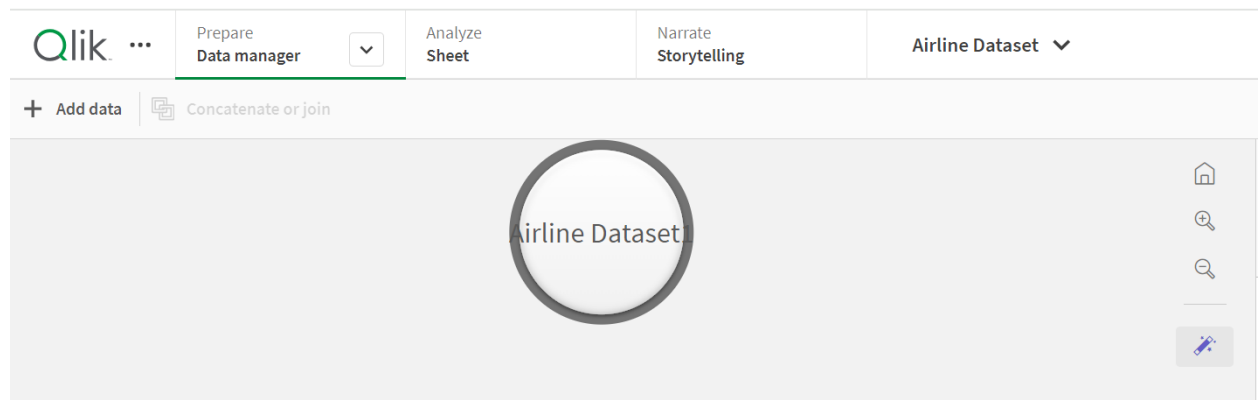 Qlik
Prepare
Data manager
Analyze
Sheet
Narrate
Storytelling
Airline Dataset
Add data
Concatenate or join
Airline Dataset1